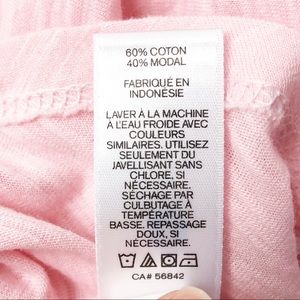 60% COTON
40% MODAL
FABRIQUÉ EN
INDONÉSIE
LAVER À LA MACHINE
À L'EAU FROIDE AVEC
COULEURS
SIMILAIRES. UTILISEZ
SEULEMENT DU
JAVELLISANT SANS
CHLORE, SI
NÉCESSAIRE.
SÉCHAGE PAR
CULBUTAGE À
TEMPÉRATURE
BASSE. REPASSAGE
DOUX, SI
NÉCESSAIRE.
CA# 56842